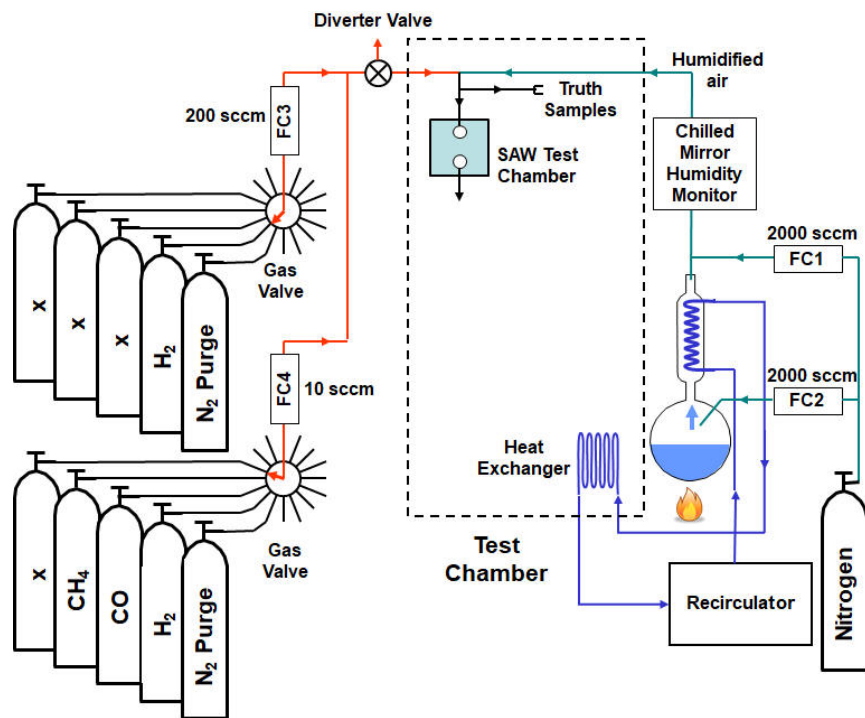 Diverter Valve
Humidified
air
200 sccm
FC3
Truth
Samples
SAW Test
Chamber
Chilled
Mirror
Humidity
Monitor
2000 sccm
FC1
Gas
Valve
x
x
x
H₂
N₂ Purge
10 sccm
FC4
2000 sccm
FC2
Heat
Exchanger
Gas
Valve
Test
Chamber
x
CH₄
CO
H₂
N₂ Purge
Recirculator
Nitrogen